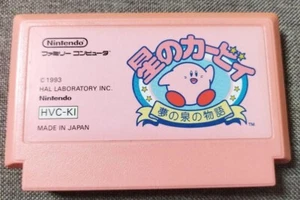 Nintendo
ファミリー コンピュータ
©1993
HAL LABORATORY INC.
Nintendo
HVC-KI
MADE IN JAPAN
星のカービィ
夢の泉の物語
TM